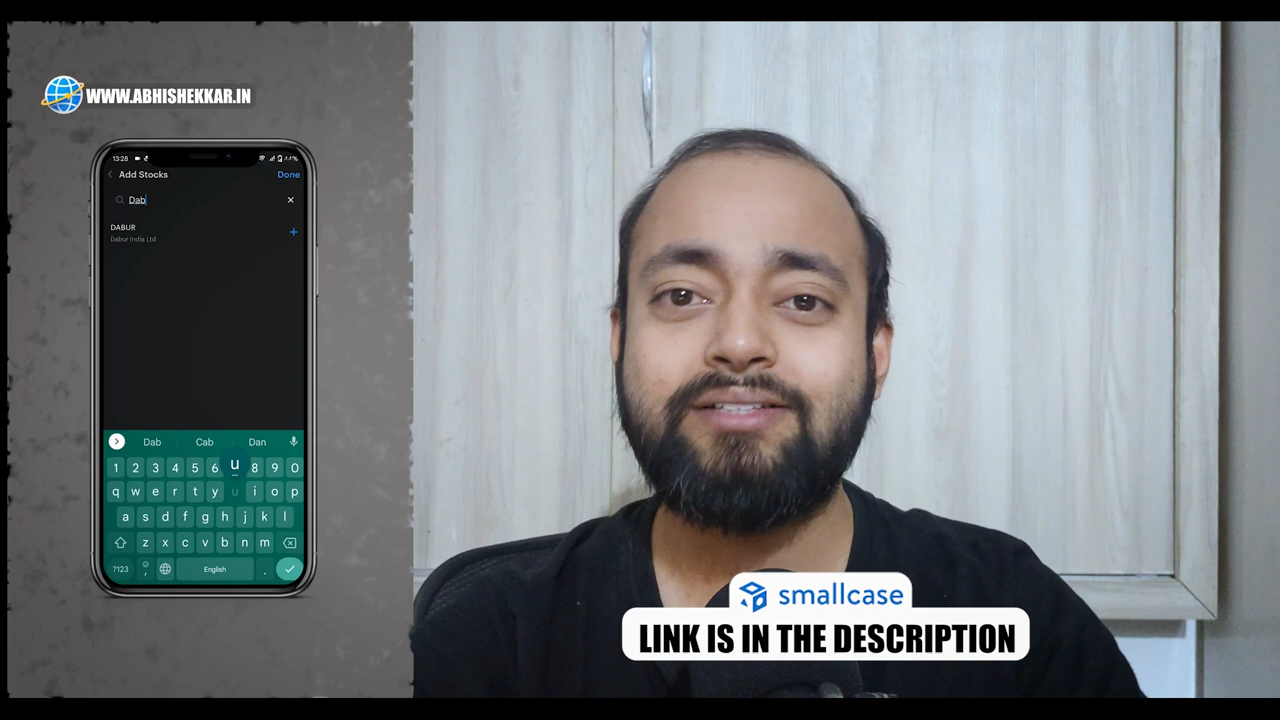 WWW.ABHISHEKKAR.IN
13:28
44%
Add Stocks
Done
Dab
DABUR
Dabur India Ltd
Dab Cab Dan
u
1 2 3 4 5 6 8 9 0
q w e r t y u i o p
a s d f g h j k l
z x c v b n m
?123 , English .
smallcase
LINK IS IN THE DESCRIPTION